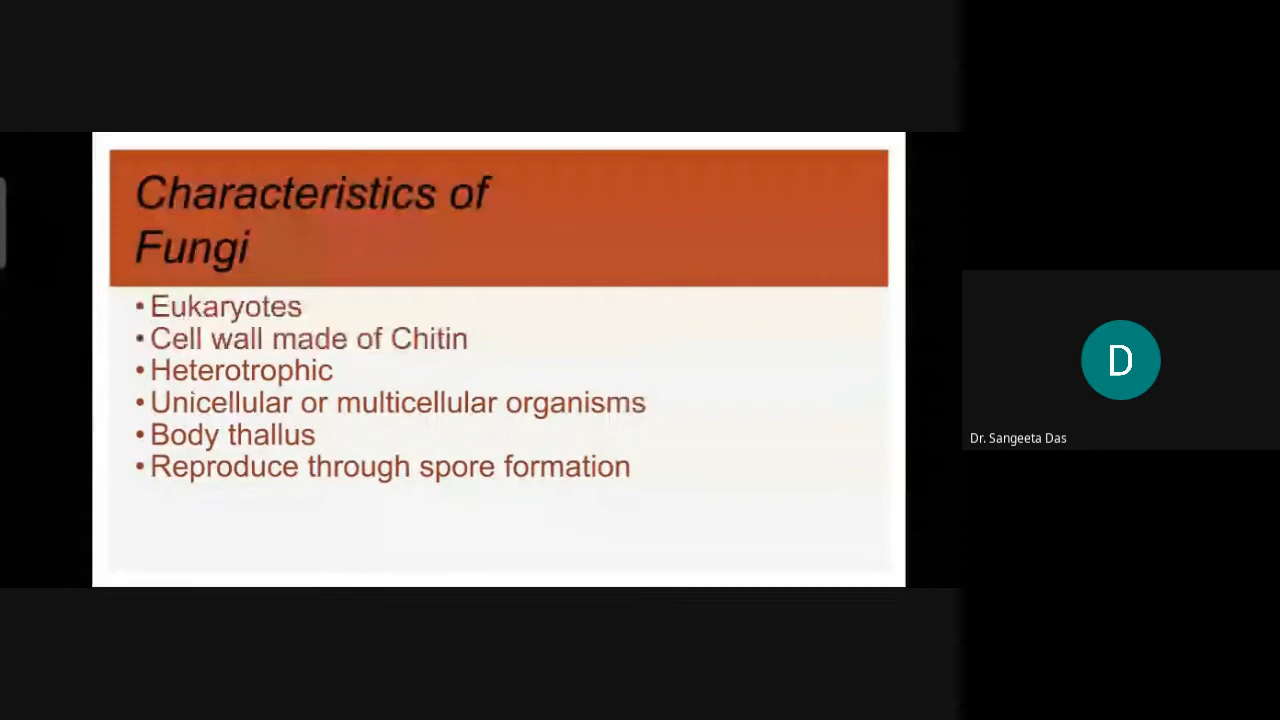 Characteristics of
Fungi
• Eukaryotes
• Cell wall made of Chitin
• Heterotrophic
• Unicellular or multicellular organisms
• Body thallus
• Reproduce through spore formation
D
Dr. Sangeeta Das